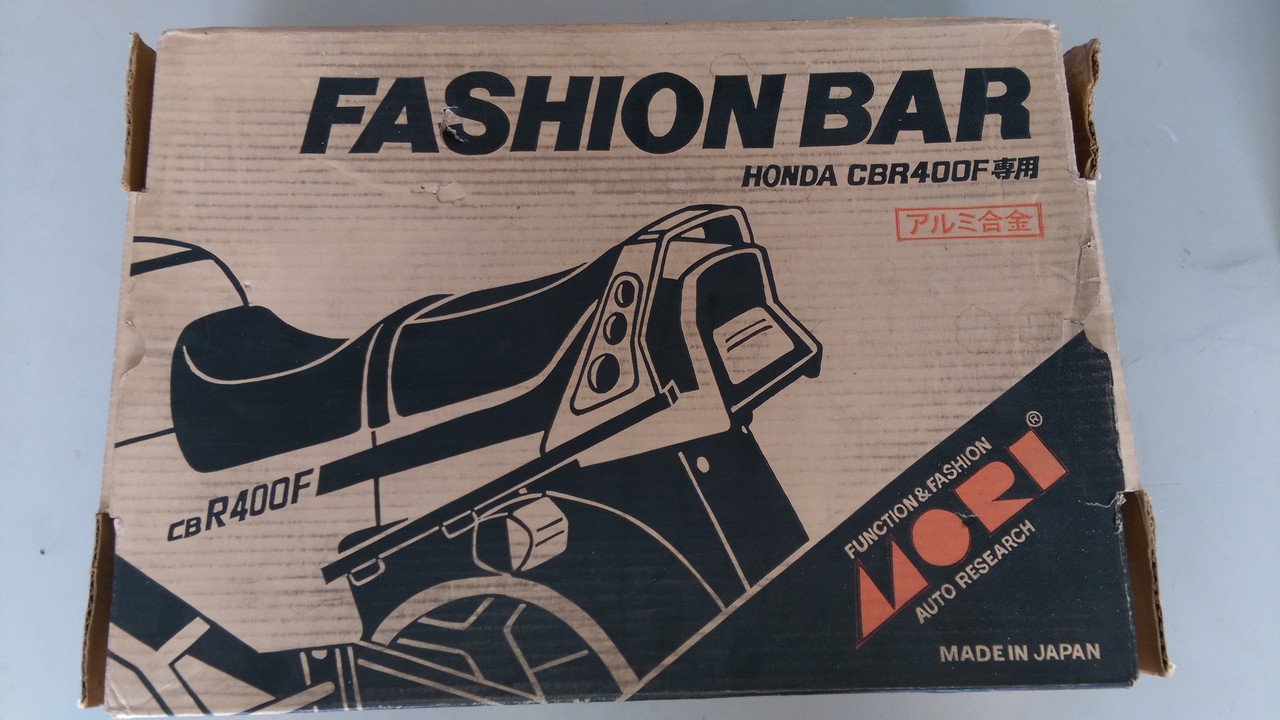 FASHION BAR
HONDA CBR400F専用
アルミ合金
CBR400F
FUNCTION & FASHION
MORI®
AUTO RESEARCH
MADE IN JAPAN